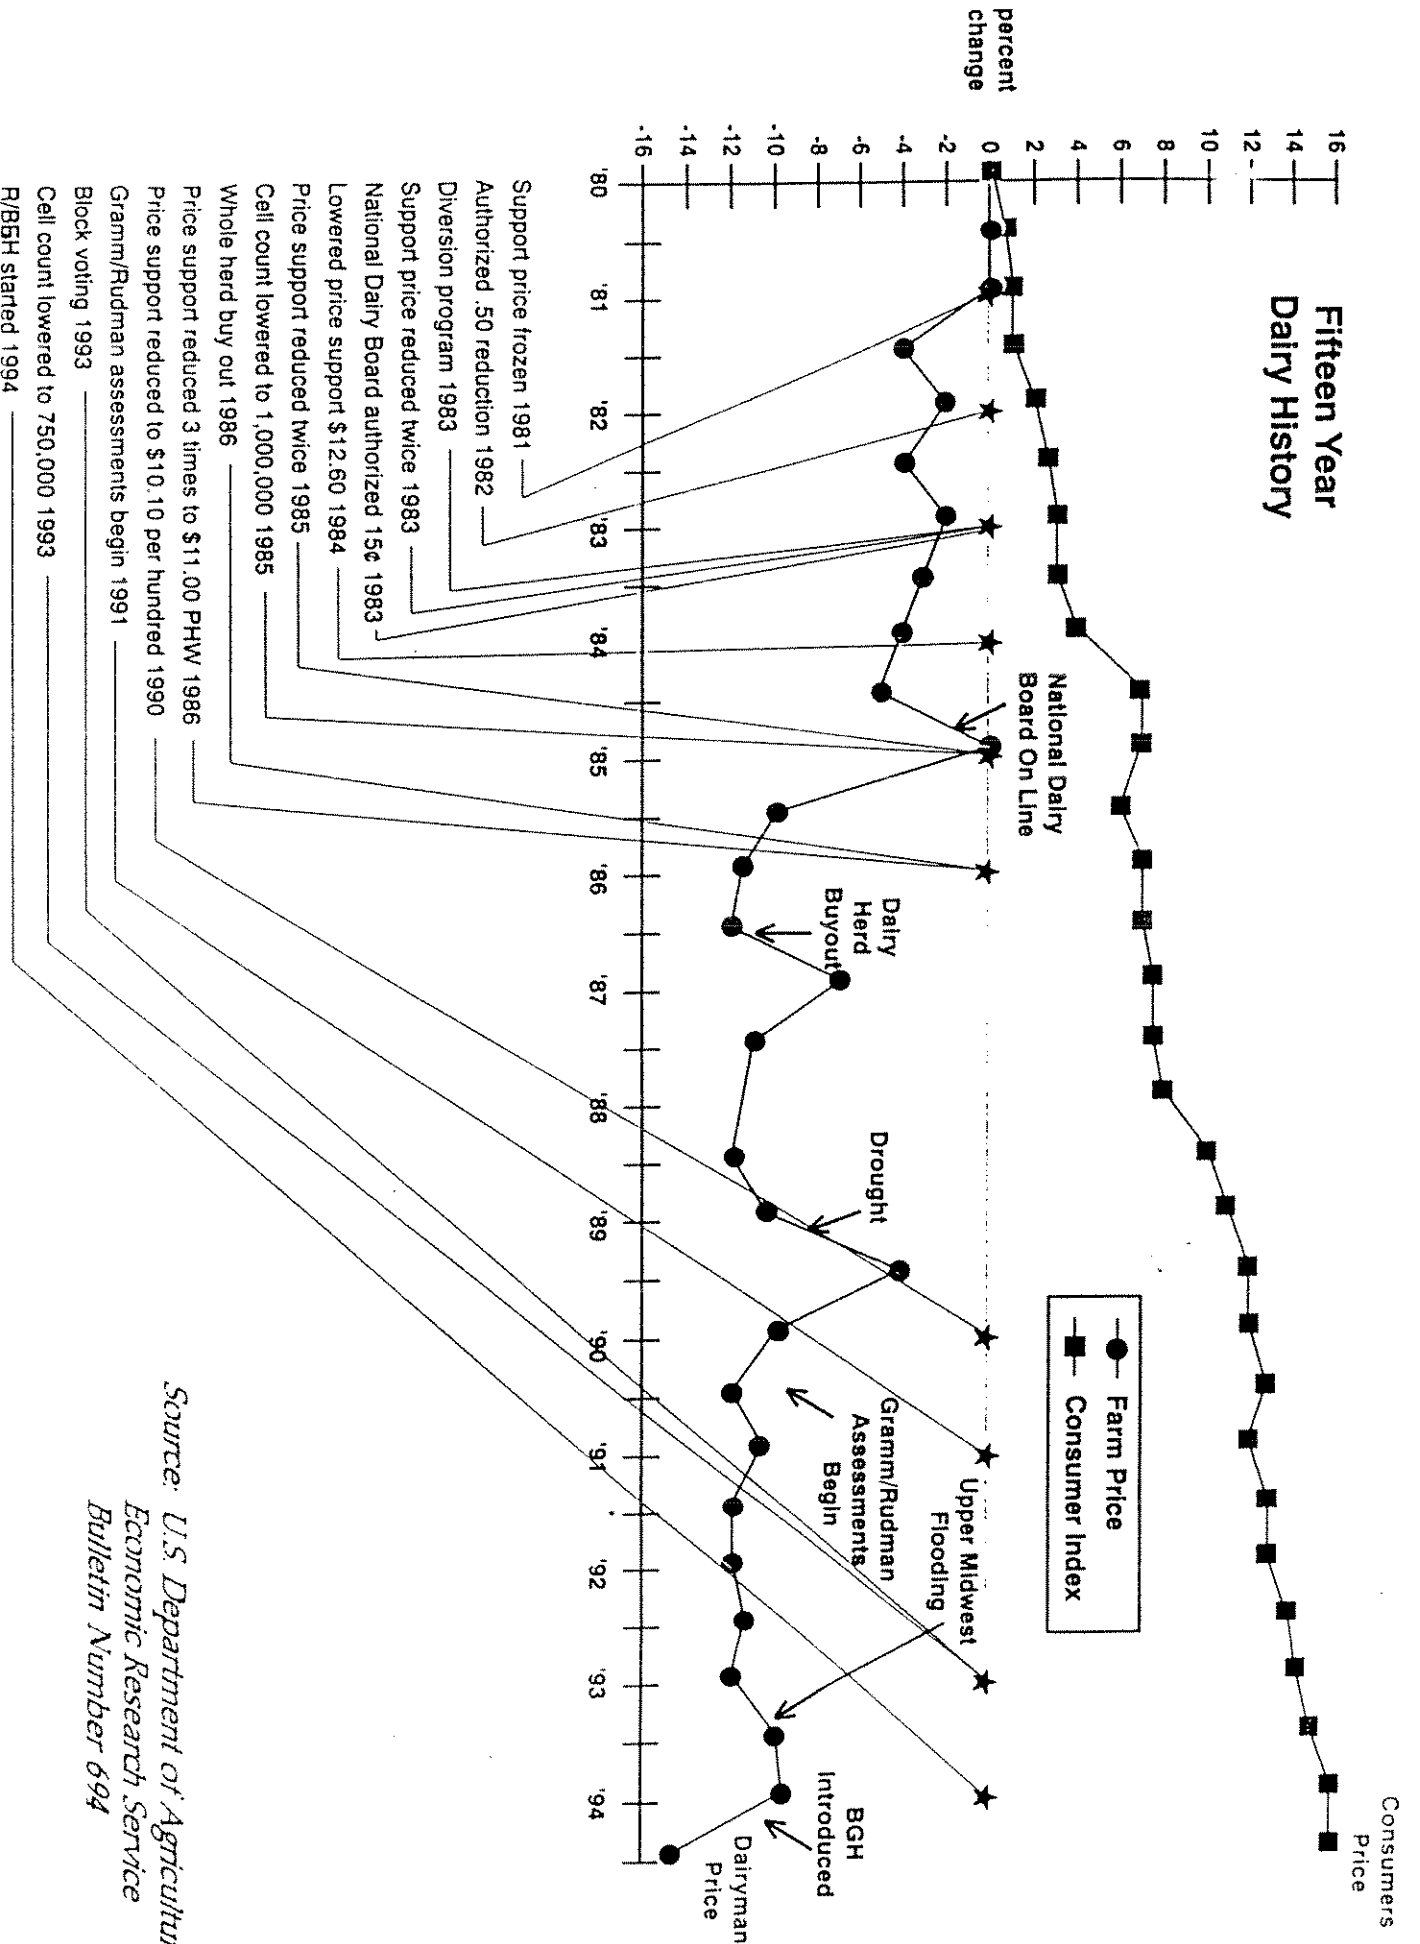 Fifteen Year
Dairy History
percent
change
16
14
12
10
8
6
4
2
0
-2
-4
-6
-8
-10
-12
-14
-16
Consumers
Price
Farm Price
Consumer Index
National Dairy
Board On Line
Dairy
Herd
Buyout
Drought
Gramm/Rudman
Assessments
Begin
Upper Midwest
Flooding
BGH
Introduced
Dairyman
Price
'80 '81 '82 '83 '84 '85 '86 '87 '88 '89 '90 '91 '92 '93 '94
Support price frozen 1981
Authorized .50 reduction 1982
Diversion program 1983
Support price reduced twice 1983
National Dairy Board authorized 15¢ 1983
Lowered price support $12.60 1984
Price support reduced twice 1985
Cell count lowered to 1,000,000 1985
Whole herd buy out 1986
Price support reduced 3 times to $11.00 PHW 1986
Price support reduced to $10.10 per hundred 1990
Gramm/Rudman assessments begin 1991
Block voting 1993
Cell count lowered to 750,000 1993
R/BGH started 1994
Source: U.S. Department of Agricultur
Economic Research Service
Bulletin Number 694